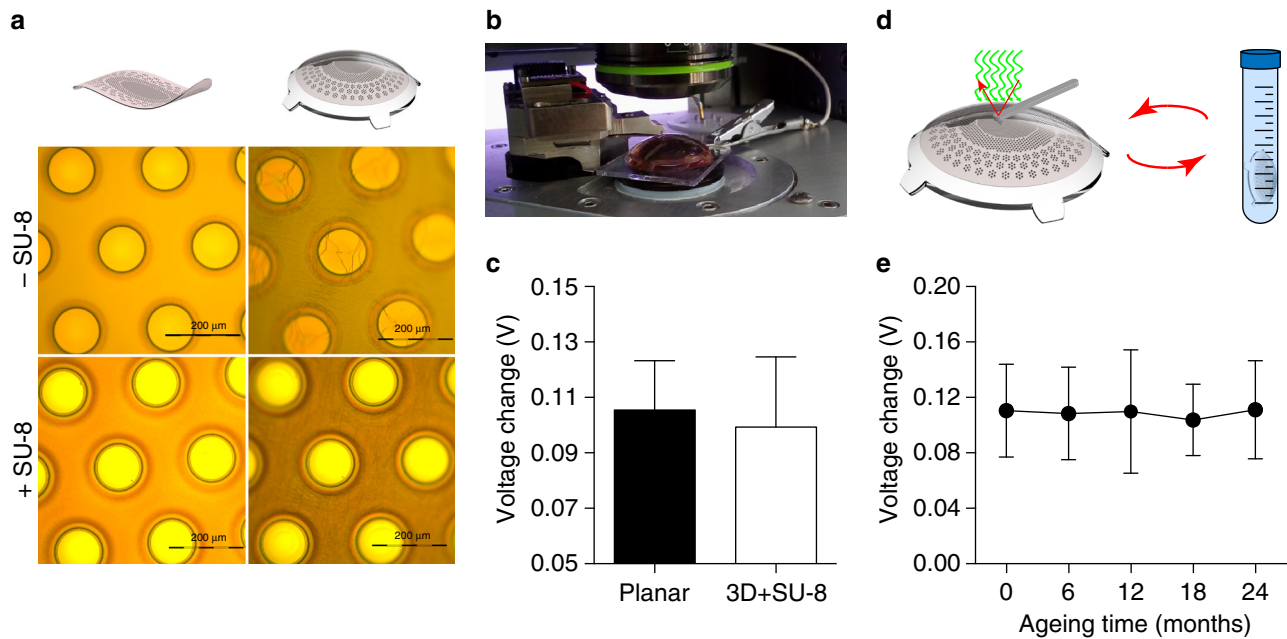 a
− SU-8
200 µm
200 µm
+ SU-8
200 µm
200 µm
b
c
Voltage change (V)
0.15
0.13
0.11
0.09
0.07
0.05
Planar
3D+SU-8
d
e
Voltage change (V)
0.20
0.16
0.12
0.08
0.04
0.00
0
6
12
18
24
Ageing time (months)